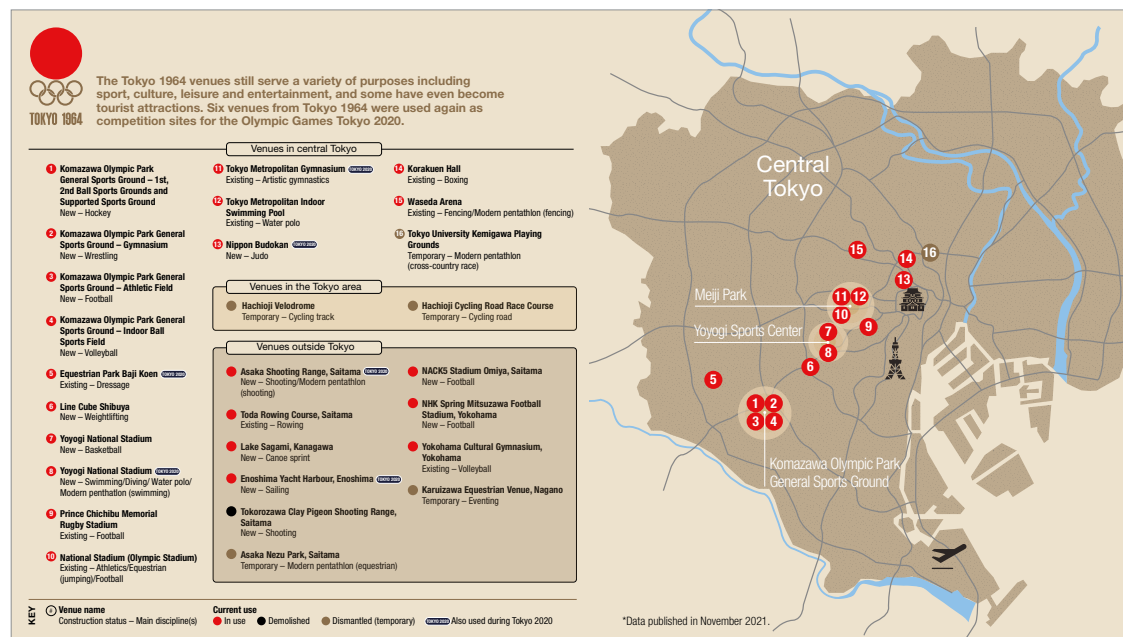 TOKYO 1964
The Tokyo 1964 venues still serve a variety of purposes including
sport, culture, leisure and entertainment, and some have even become
tourist attractions. Six venues from Tokyo 1964 were used again as
competition sites for the Olympic Games Tokyo 2020.
Venues in central Tokyo
1 Komazawa Olympic Park
General Sports Ground – 1st,
2nd Ball Sports Grounds and
Supported Sports Ground
New – Hockey
2 Komazawa Olympic Park General
Sports Ground – Gymnasium
New – Wrestling
3 Komazawa Olympic Park General
Sports Ground – Athletic Field
New – Football
4 Komazawa Olympic Park General
Sports Ground – Indoor Ball
Sports Field
New – Volleyball
5 Equestrian Park Baji Koen TOKYO 2020
Existing – Dressage
6 Line Cube Shibuya
New – Weightlifting
7 Yoyogi National Stadium
New – Basketball
8 Yoyogi National Stadium TOKYO 2020
New – Swimming/Diving/ Water polo/
Modern penthatlon (swimming)
9 Prince Chichibu Memorial
Rugby Stadium
Existing – Football
10 National Stadium (Olympic Stadium)
Existing – Athletics/Equestrian
(jumping)/Football
11 Tokyo Metropolitan Gymnasium TOKYO 2020
Existing – Artistic gymnastics
12 Tokyo Metropolitan Indoor
Swimming Pool
Existing – Water polo
13 Nippon Budokan TOKYO 2020
New – Judo
14 Korakuen Hall
Existing – Boxing
15 Waseda Arena
Existing – Fencing/Modern pentathlon (fencing)
16 Tokyo University Kemigawa Playing
Grounds
Temporary – Modern pentathlon
(cross-country race)
Venues in the Tokyo area
Hachioji Velodrome
Temporary – Cycling track
Hachioji Cycling Road Race Course
Temporary – Cycling road
Venues outside Tokyo
Asaka Shooting Range, Saitama TOKYO 2020
New – Shooting/Modern pentathlon
(shooting)
Toda Rowing Course, Saitama
Existing – Rowing
Lake Sagami, Kanagawa
New – Canoe sprint
Enoshima Yacht Harbour, Enoshima TOKYO 2020
New – Sailing
Tokorozawa Clay Pigeon Shooting Range,
Saitama
New – Shooting
Asaka Nezu Park, Saitama
Temporary – Modern pentathlon (equestrian)
NACK5 Stadium Omiya, Saitama
New – Football
NHK Spring Mitsuzawa Football
Stadium, Yokohama
New – Football
Yokohama Cultural Gymnasium,
Yokohama
Existing – Volleyball
Karuizawa Equestrian Venue, Nagano
Temporary – Eventing
KEY
# Venue name
Construction status – Main discipline(s)
Current use
In use
Demolished
Dismantled (temporary)
TOKYO 2020 Also used during Tokyo 2020
Central
Tokyo
15
14
16
13
Meiji Park
11 12
10
9
Yoyogi Sports Center
7
8
6
5
1 2
3 4
Komazawa Olympic Park
General Sports Ground
*Data published in November 2021.